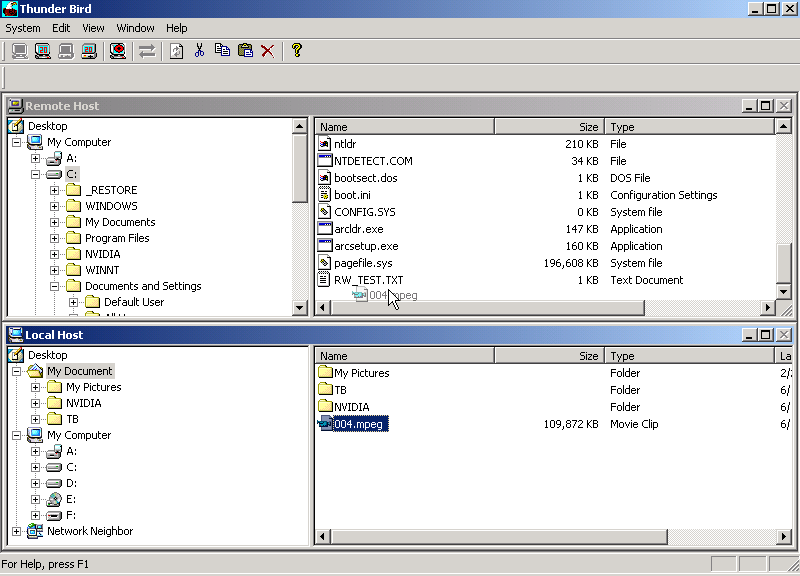 Thunder Bird
System Edit View Window Help
Remote Host
Desktop
My Computer
A:
C:
_RESTORE
WINDOWS
My Documents
Program Files
NVIDIA
WINNT
Documents and Settings
Default User
Name Size Type
ntldr 210 KB File
NTDETECT.COM 34 KB File
bootsect.dos 1 KB DOS File
boot.ini 1 KB Configuration Settings
CONFIG.SYS 0 KB System file
arcldr.exe 147 KB Application
arcsetup.exe 160 KB Application
pagefile.sys 196,608 KB System file
RW_TEST.TXT 1 KB Text Document
004.mpeg
Local Host
Desktop
My Document
My Pictures
NVIDIA
TB
My Computer
A:
C:
D:
E:
F:
Network Neighbor
Name Size Type La
My Pictures Folder 2/
TB Folder 6/
NVIDIA Folder 6/
004.mpeg 109,872 KB Movie Clip 6/
For Help, press F1